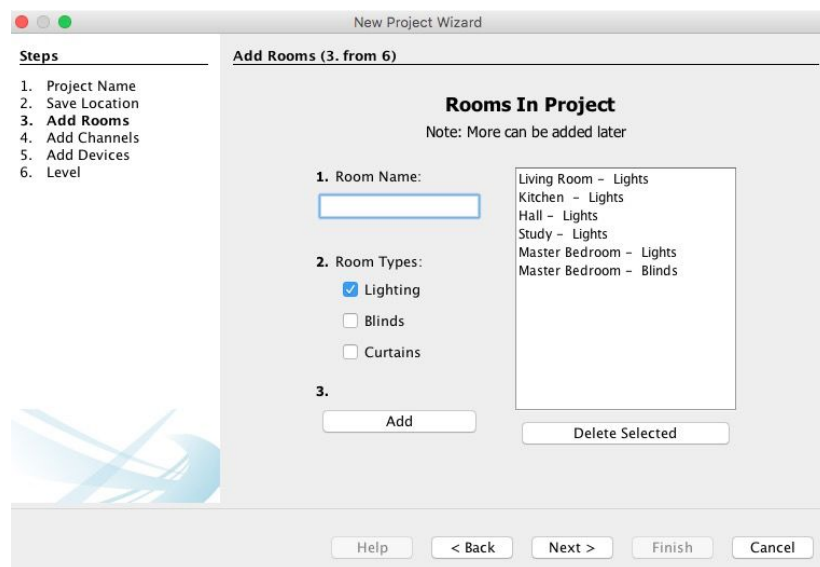 New Project Wizard
Steps
1. Project Name
2. Save Location
3. Add Rooms
4. Add Channels
5. Add Devices
6. Level
Add Rooms (3. from 6)
Rooms In Project
Note: More can be added later
1. Room Name:
2. Room Types:
Lighting
Blinds
Curtains
3.
Add
Living Room - Lights
Kitchen - Lights
Hall - Lights
Study - Lights
Master Bedroom - Lights
Master Bedroom - Blinds
Delete Selected
Help
< Back
Next >
Finish
Cancel